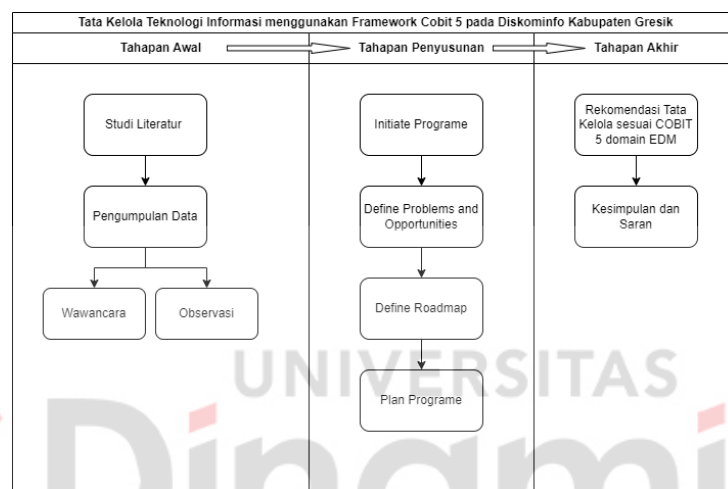 Tata Kelola Teknologi Informasi menggunakan Framework Cobit 5 pada Diskominfo Kabupaten Gresik
Tahapan Awal
Tahapan Penyusunan
Tahapan Akhir
Studi Literatur
Pengumpulan Data
Wawancara
Observasi
Initiate Programe
Define Problems and
Opportunities
Define Roadmap
Plan Programe
Rekomendasi Tata
Kelola sesuai COBIT
5 domain EDM
Kesimpulan dan
Saran
UNIVERSITAS
Dinami